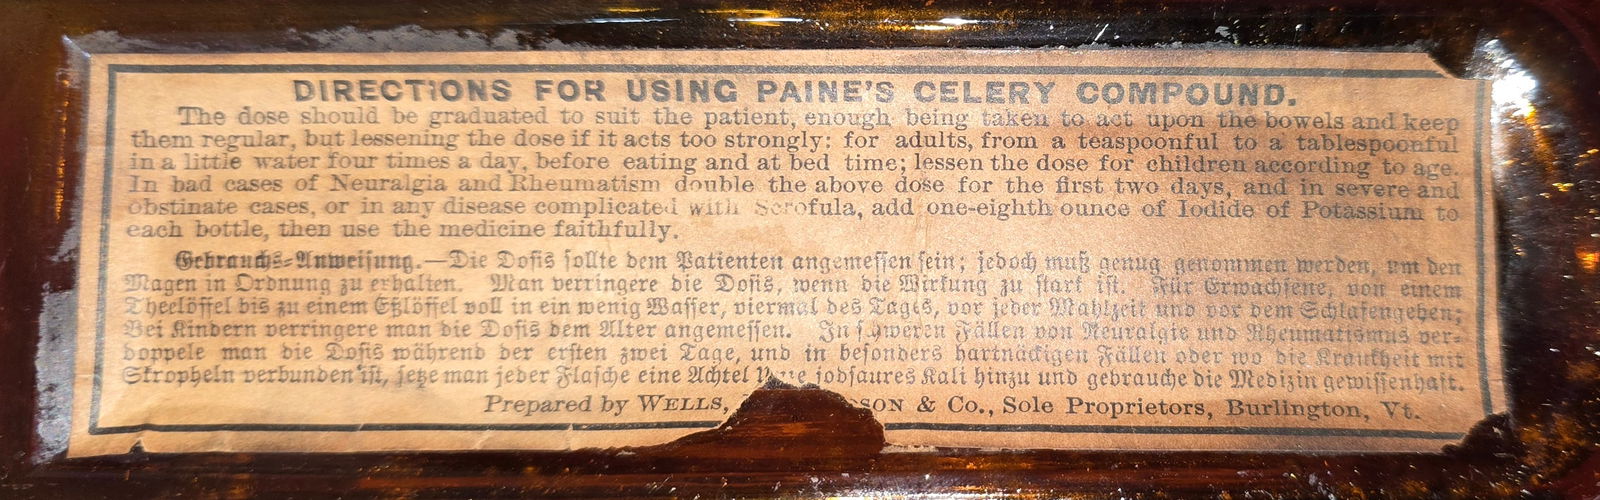 DIRECTIONS FOR USING PAINE'S CELERY COMPOUND.
The dose should be graduated to suit the patient, enough being taken to act upon the bowels and keep
them regular, but lessening the dose if it acts too strongly: for adults, from a teaspoonful to a tablespoonful
in a little water four times a day, before eating and at bed time; lessen the dose for children according to age.
In bad cases of Neuralgia and Rheumatism double the above dose for the first two days, and in severe and
obstinate cases, or in any disease complicated with Scrofula, add one-eighth ounce of Iodide of Potassium to
each bottle, then use the medicine faithfully.
Gebrauchs-Anweisung.—Die Dosis sollte dem Patienten angemessen sein; jedoch muß genug genommen werden, um den
Magen in Ordnung zu erhalten. Man verringere die Dosis, wenn die Wirkung zu stark ist. Für Erwachsene, von einem
Theelöffel bis zu einem Eßlöffel voll in ein wenig Wasser, viermal des Tages, vor jeder Mahlzeit und vor dem Schlafengehen;
Bei Kindern verringere man die Dosis dem Alter angemessen. In schweren Fällen von Neuralgie und Rheumatismus ver-
doppele man die Dosis während der ersten zwei Tage, und in besonders hartnäckigen Fällen oder wo die Krankheit mit
Skropheln verbunden ist, setze man jeder Flasche eine Achtel jodsaures Kali hinzu und gebrauche die Medizin gewissenhaft.
Prepared by WELLS, & Co., Sole Proprietors, Burlington, Vt.